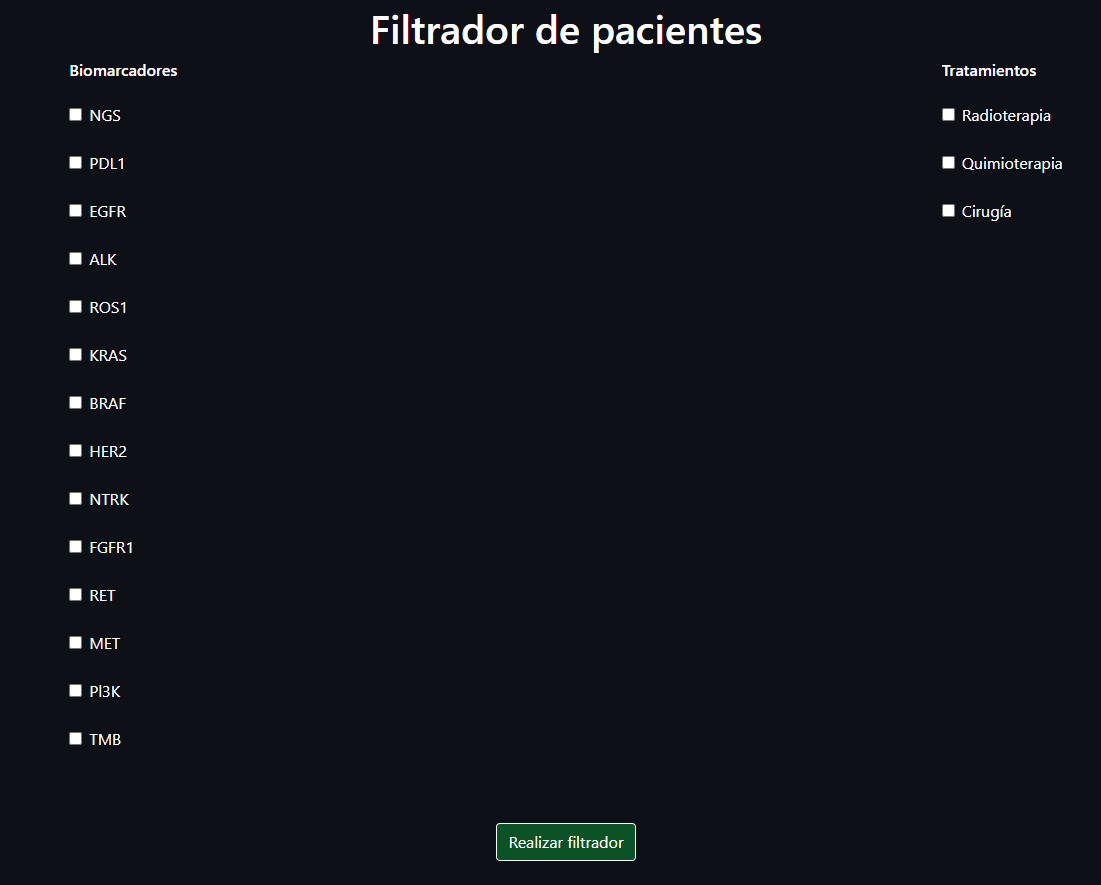 Filtrador de pacientes
Biomarcadores
NGS
PDL1
EGFR
ALK
ROS1
KRAS
BRAF
HER2
NTRK
FGFR1
RET
MET
Pl3K
TMB
Tratamientos
Radioterapia
Quimioterapia
Cirugía
Realizar filtrador